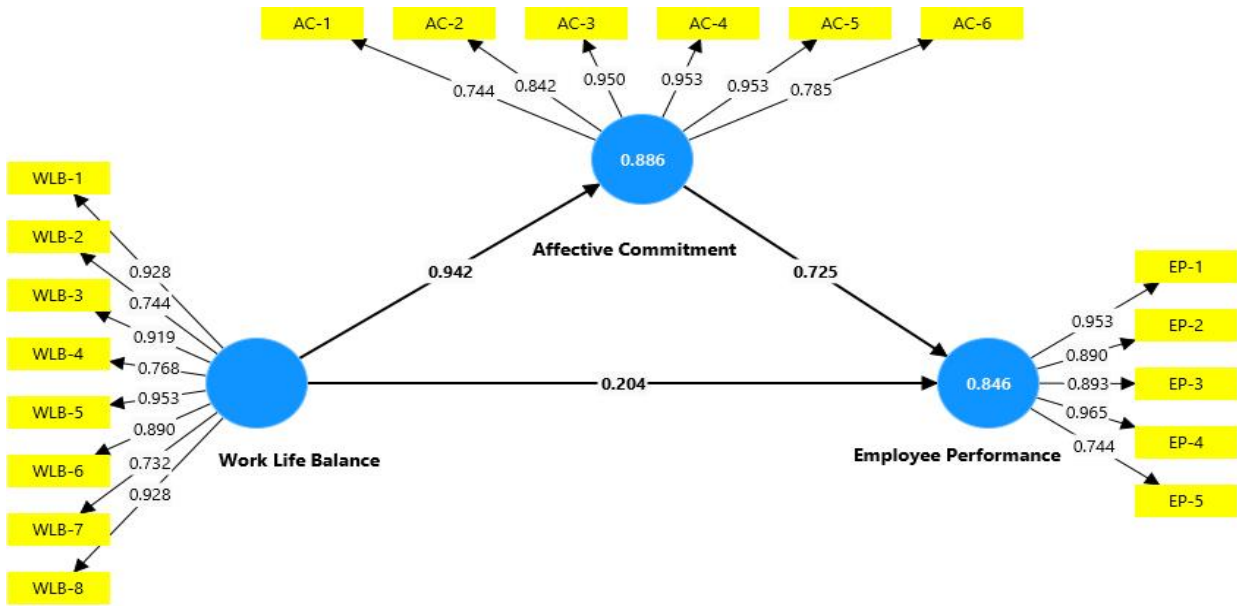 AC-1
AC-2
AC-3
AC-4
AC-5
AC-6
0.744
0.842
0.950
0.953
0.953
0.785
0.886
Affective Commitment
WLB-1
WLB-2
WLB-3
WLB-4
WLB-5
WLB-6
WLB-7
WLB-8
0.928
0.744
0.919
0.768
0.953
0.890
0.732
0.928
Work Life Balance
0.942
0.725
0.204
0.846
Employee Performance
0.953
0.890
0.893
0.965
0.744
EP-1
EP-2
EP-3
EP-4
EP-5